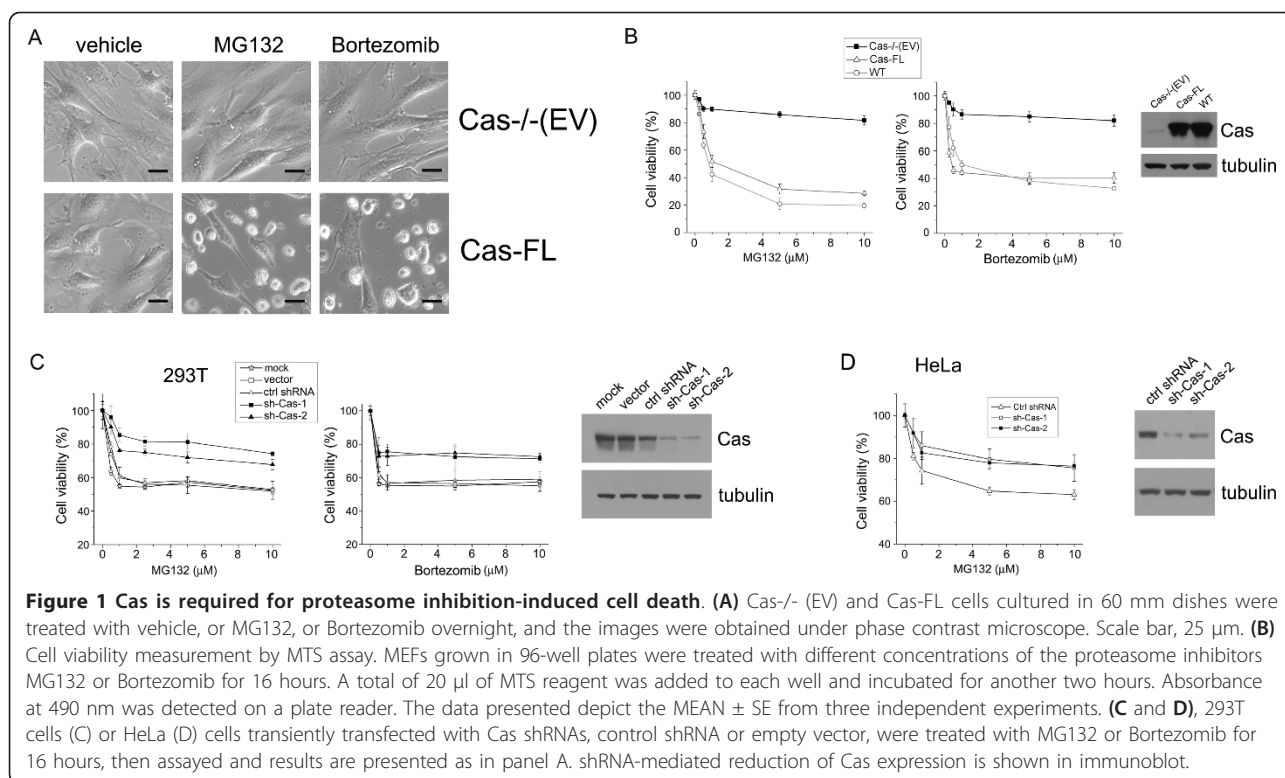 A
vehicle
MG132
Bortezomib
Cas-/-(EV)
Cas-FL
B
Cas-/-(EV)
Cas-FL
WT
Cell viability (%)
100
80
60
40
20
0
0 2 4 6 8 10
MG132 (μM)
Cell viability (%)
100
80
60
40
20
0
0 2 4 6 8 10
Bortezomib (μM)
Cas-/-(EV)
Cas-FL
WT
Cas
tubulin
C
293T
mock
vector
ctrl shRNA
sh-Cas-1
sh-Cas-2
Cell viability (%)
120
100
80
60
40
20
0 2 4 6 8 10
MG132 (μM)
Cell viability (%)
120
100
80
60
40
20
0 2 4 6 8 10
Bortezomib (μM)
mock
vector
ctrl shRNA
sh-Cas-1
sh-Cas-2
Cas
tubulin
D
HeLa
Ctrl shRNA
sh-Cas-1
sh-Cas-2
Cell viability (%)
120
100
80
60
40
0 2 4 6 8 10
MG132 (μM)
ctrl shRNA
sh-Cas-1
sh-Cas-2
Cas
tubulin
Figure 1 Cas is required for proteasome inhibition-induced cell death. (A) Cas-/- (EV) and Cas-FL cells cultured in 60 mm dishes were
treated with vehicle, or MG132, or Bortezomib overnight, and the images were obtained under phase contrast microscope. Scale bar, 25 μm. (B)
Cell viability measurement by MTS assay. MEFs grown in 96-well plates were treated with different concentrations of the proteasome inhibitors
MG132 or Bortezomib for 16 hours. A total of 20 μl of MTS reagent was added to each well and incubated for another two hours. Absorbance
at 490 nm was detected on a plate reader. The data presented depict the MEAN ± SE from three independent experiments. (C and D), 293T
cells (C) or HeLa (D) cells transiently transfected with Cas shRNAs, control shRNA or empty vector, were treated with MG132 or Bortezomib for
16 hours, then assayed and results are presented as in panel A. shRNA-mediated reduction of Cas expression is shown in immunoblot.